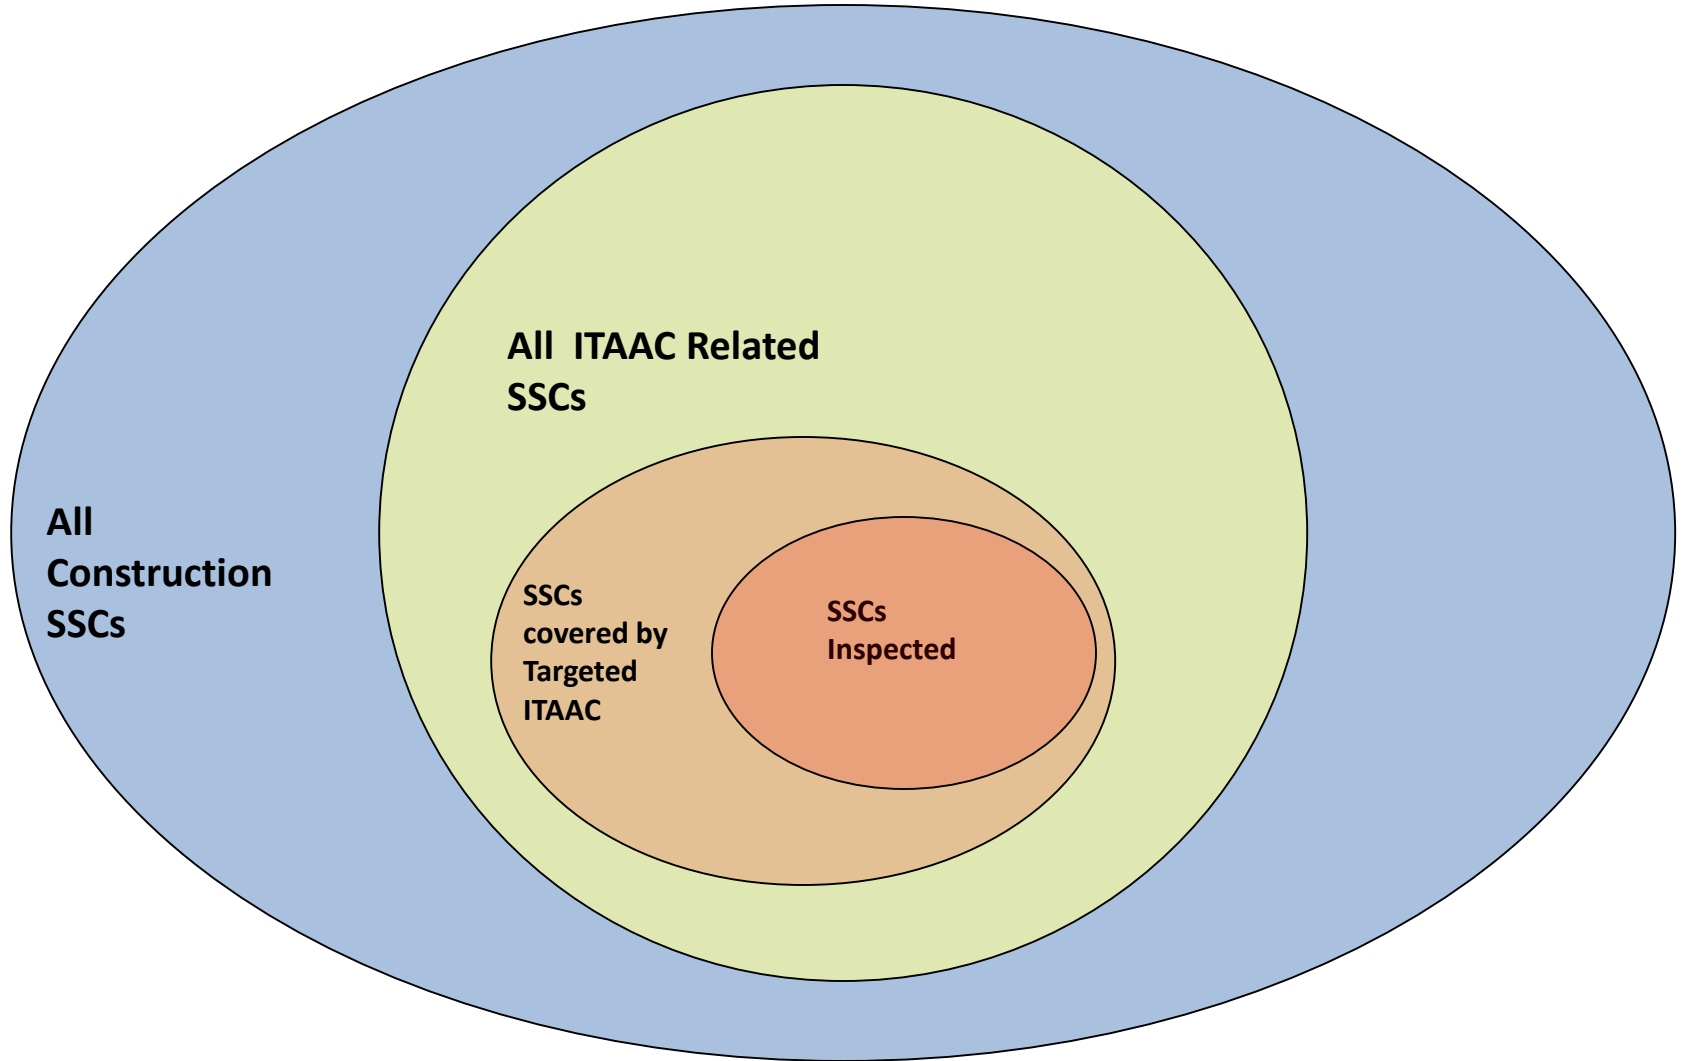 All  ITAAC Related
SSCs
All
Construction
SSCs
SSCs
covered by
Targeted
ITAAC
SSCs
Inspected